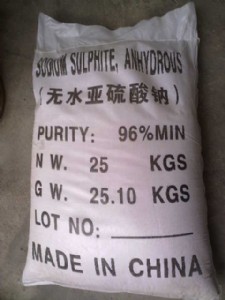 SODIUM SULPHITE, ANHYDROUS
(无水亚硫酸钠)
PURITY: 96%MIN
N W. 25 KGS
G W. 25.10 KGS
LOT NO:
MADE IN CHINA